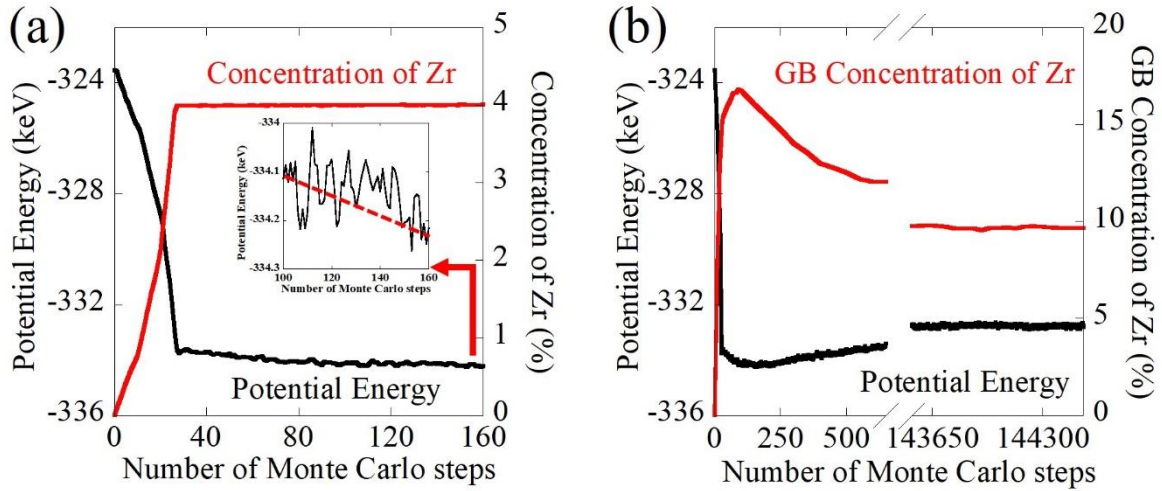 (a)
5
4
3
2
1
0
Concentration of Zr (%)
-324
-328
-332
-336
Potential Energy (keV)
Concentration of Zr
-334
-334.1
-334.2
-334.3
Potential Energy (keV)
100 120 140 160
Number of Monte Carlo steps
Potential Energy
0 40 80 120 160
Number of Monte Carlo steps
(b)
20
15
10
5
0
GB Concentration of Zr (%)
-324
-328
-332
-336
Potential Energy (keV)
GB Concentration of Zr
Potential Energy
0 250 500 143650 144300
Number of Monte Carlo steps